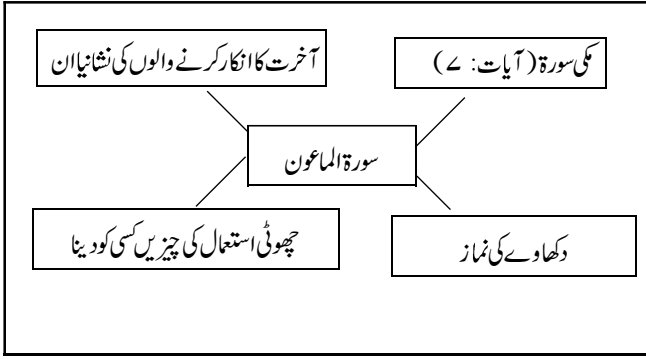 مکی سورۃ (آیات: ۷)
آخرت کا انکار کرنے والوں کی نشانیاان
سورۃ الماعون
دکھاوے کی نماز
چھوٹی استعمال کی چیزیں کسی کو دینا